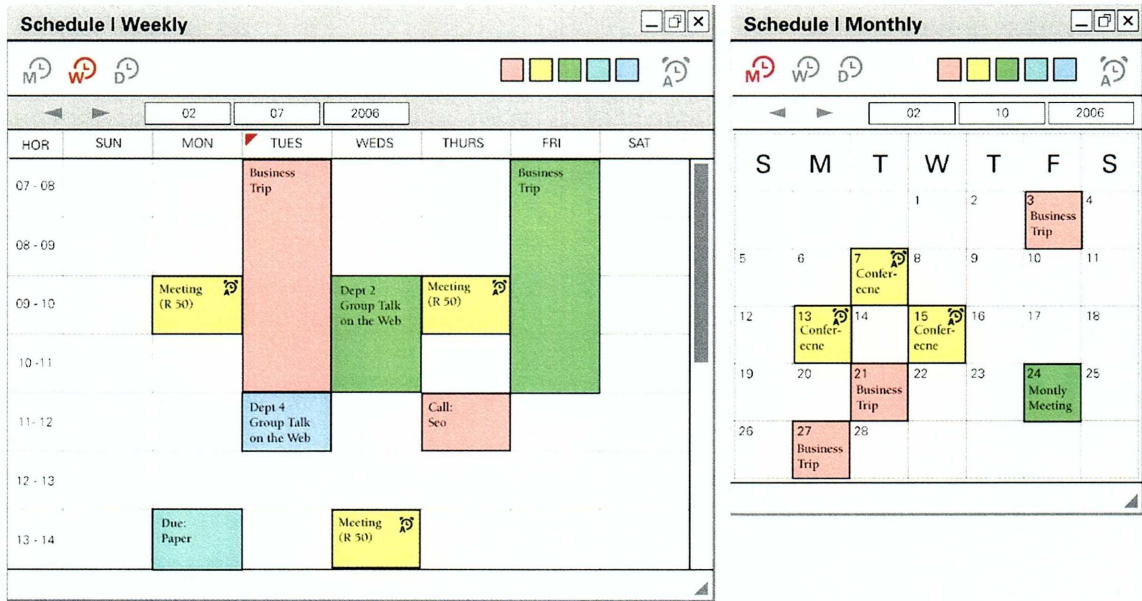 Schedule | Weekly
M W D A
02 07 2006
HOR SUN MON TUES WEDS THURS FRI SAT
07 - 08
Business
Trip
Business
Trip
08 - 09
09 - 10
Meeting
(R 50)
A
Dept 2
Group Talk
on the Web
Meeting
(R 50)
A
10 -11
11- 12
Dept 4
Group Talk
on the Web
Call:
Seo
12 - 13
13 - 14
Due:
Paper
Meeting
(R 50)
A
Schedule | Monthly
M W D A
02 10 2006
S M T W T F S
1 2 3 4
Business
Trip
5 6 7 8 9 10 11
A
Confer-
ecne
12 13 14 15 16 17 18
A
Confer-
ecne
A
Confer-
ecne
19 20 21 22 23 24 25
Business
Trip
Montly
Meeting
26 27 28
Business
Trip